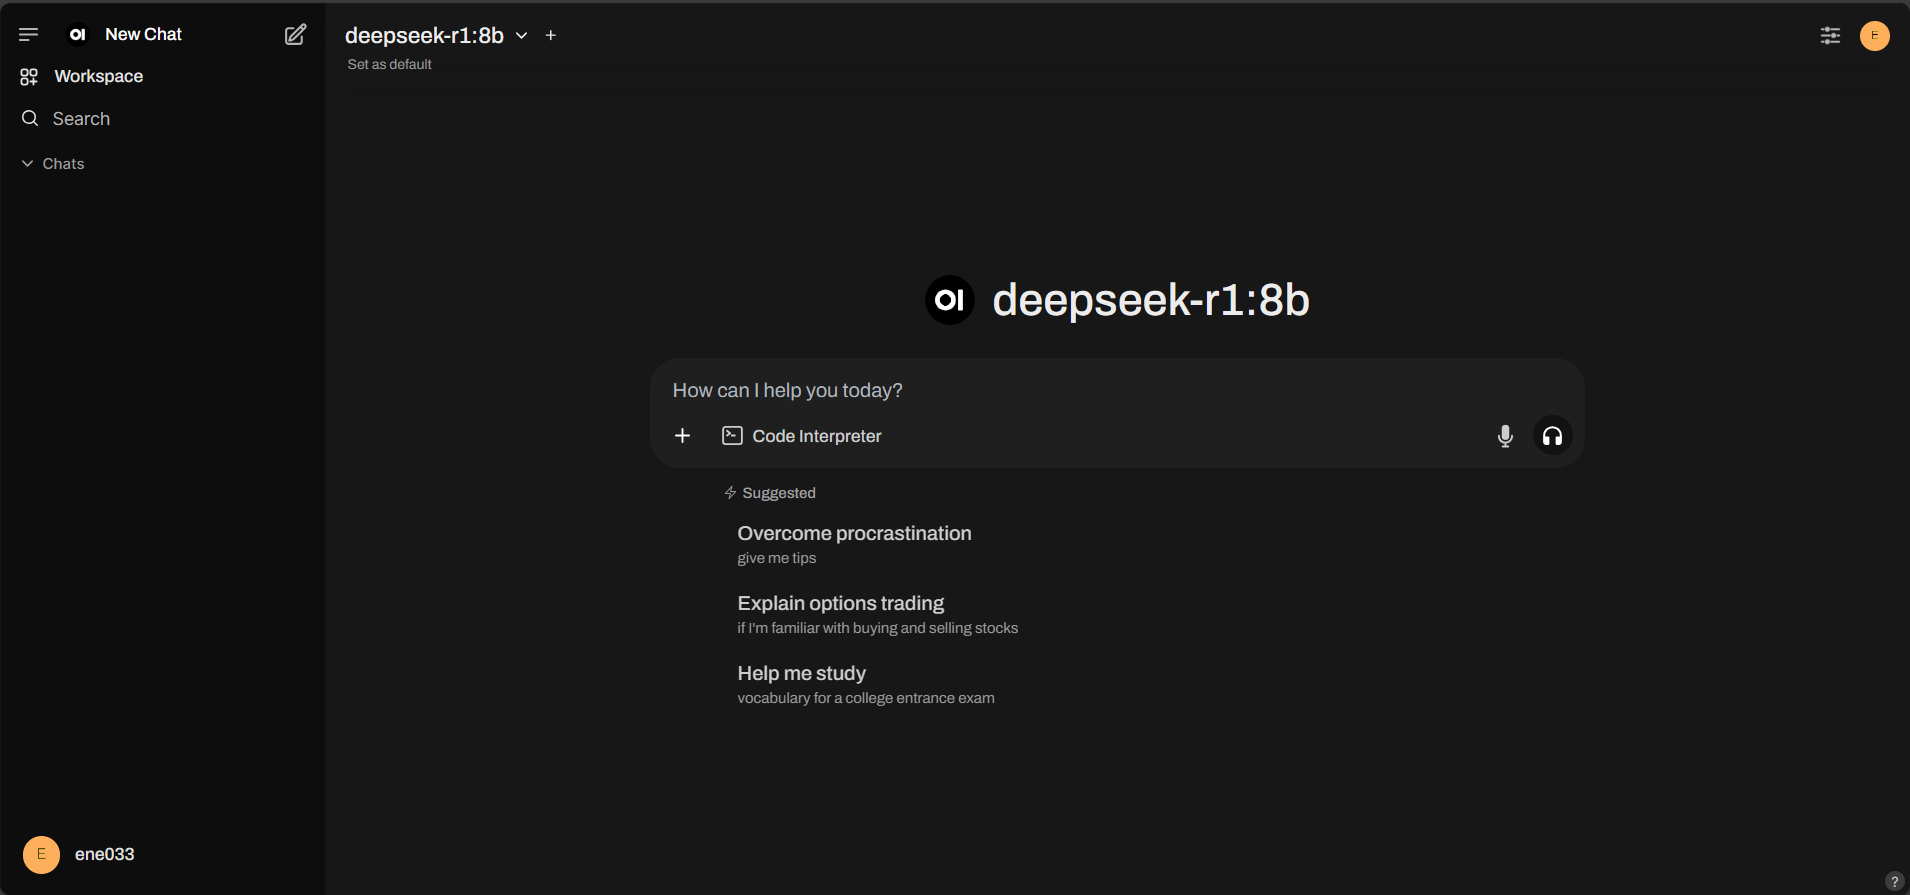 OI New Chat
Workspace
Search
Chats
E ene033
deepseek-r1:8b
Set as default
E
OI deepseek-r1:8b
How can I help you today?
Code Interpreter
Suggested
Overcome procrastination
give me tips
Explain options trading
if I'm familiar with buying and selling stocks
Help me study
vocabulary for a college entrance exam
?